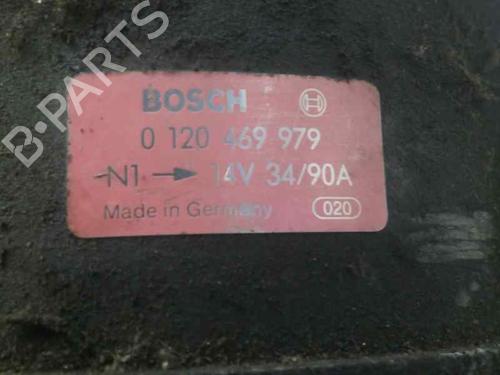 B-PARTS
BOSCH
0 120 469 979
-N1→ 14V 34/90A
Made in Germany 020